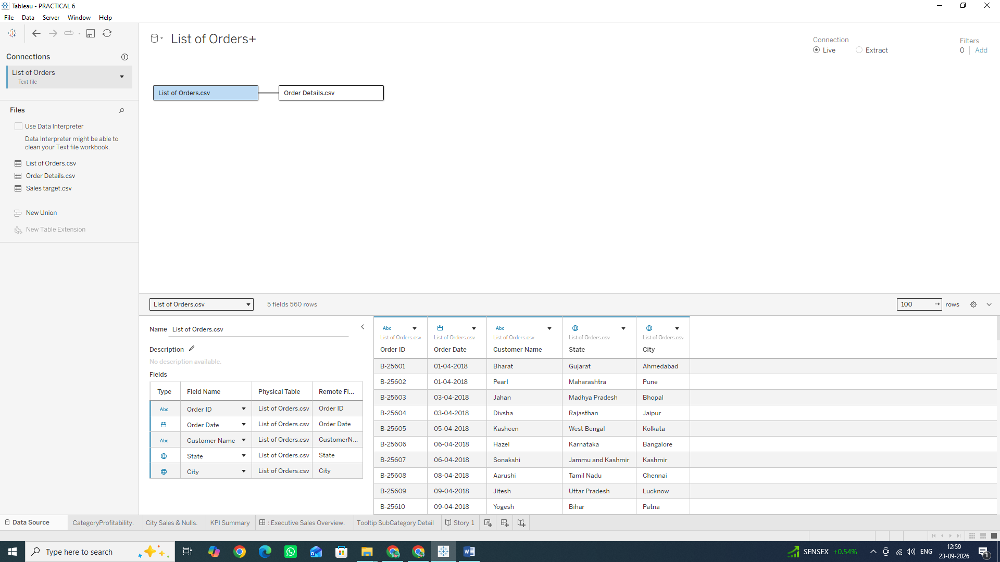 Tableau - PRACTICAL 6
File Data Server Window Help
Connections
List of Orders
Text file
Files
Use Data Interpreter
Data Interpreter might be able to
clean your Text file workbook.
List of Orders.csv
Order Details.csv
Sales target.csv
New Union
New Table Extension
List of Orders+
Connection
Live Extract
Filters
0 Add
List of Orders.csv Order Details.csv
List of Orders.csv 5 fields 560 rows 100 rows
Name List of Orders.csv
Description
No description available.
Fields
Type Field Name Physical Table Remote Fi...
Abc Order ID List of Orders.csv Order ID
Order Date List of Orders.csv Order Date
Abc Customer Name List of Orders.csv CustomerN...
State List of Orders.csv State
City List of Orders.csv City
Abc Abc
List of Orders.csv List of Orders.csv List of Orders.csv List of Orders.csv List of Orders.csv
Order ID Order Date Customer Name State City
B-25601 01-04-2018 Bharat Gujarat Ahmedabad
B-25602 01-04-2018 Pearl Maharashtra Pune
B-25603 03-04-2018 Jahan Madhya Pradesh Bhopal
B-25604 03-04-2018 Divsha Rajasthan Jaipur
B-25605 05-04-2018 Kasheen West Bengal Kolkata
B-25606 06-04-2018 Hazel Karnataka Bangalore
B-25607 06-04-2018 Sonakshi Jammu and Kashmir Kashmir
B-25608 08-04-2018 Aarushi Tamil Nadu Chennai
B-25609 09-04-2018 Jitesh Uttar Pradesh Lucknow
B-25610 09-04-2018 Yogesh Bihar Patna
Data Source CategoryProfitability. City Sales & Nulls. KPI Summary : Executive Sales Overview. Tooltip SubCategory Detail Story 1
Type here to search
SENSEX +0.54% ENG
12:59
23-09-2026
1